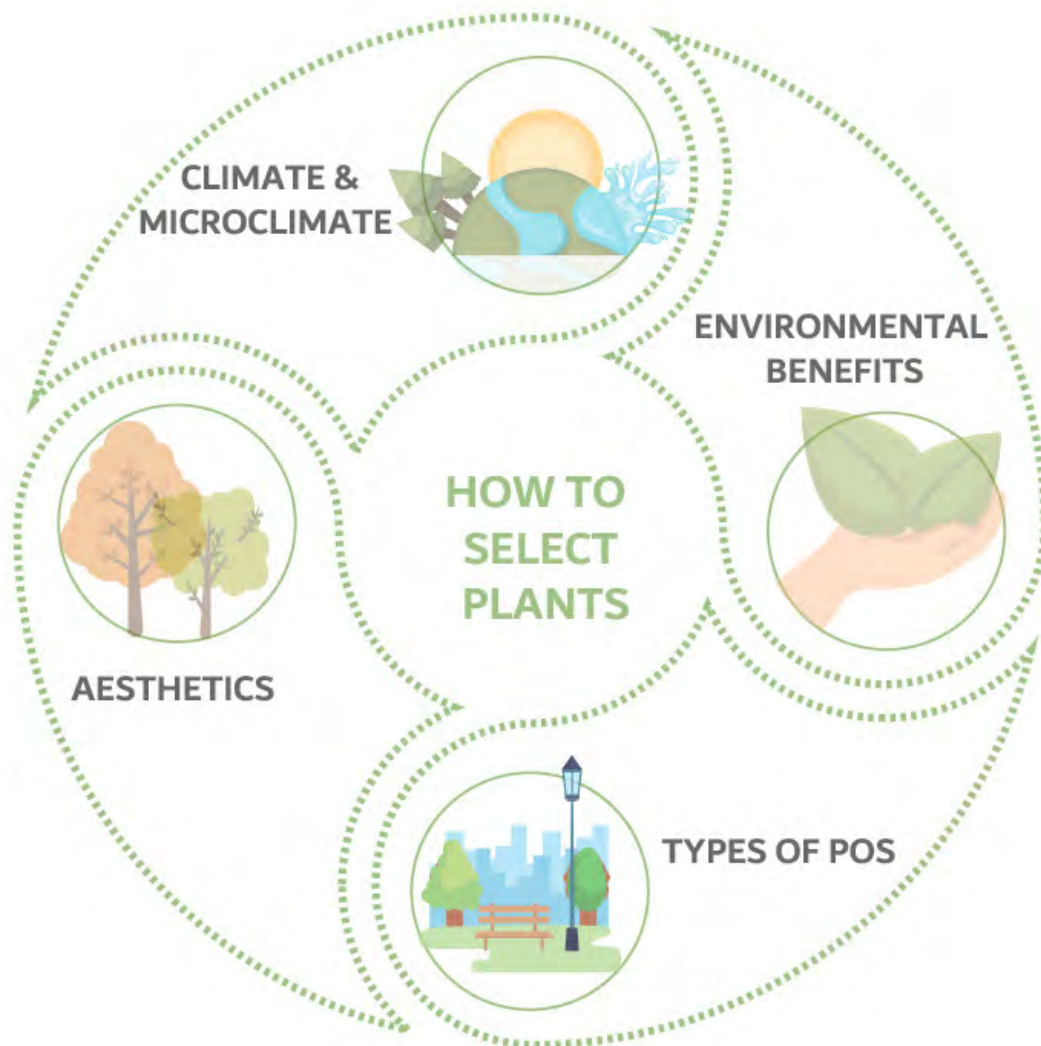 CLIMATE &
MICROCLIMATE
ENVIRONMENTAL
BENEFITS
HOW TO
SELECT
PLANTS
AESTHETICS
TYPES OF POS